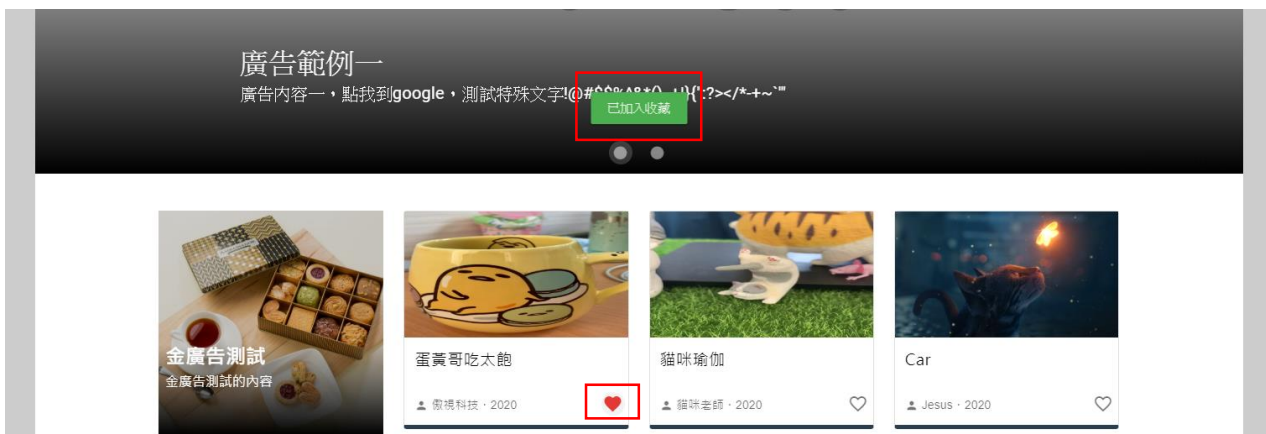 廣告範例一
廣告內容一，點我到google，測試特殊文字!@#$$%^&*()_+|}{":?></*-+~`'"
已加入收藏
金廣告測試
金廣告測試的內容
蛋黃哥吃太飽
傲視科技 · 2020
貓咪瑜伽
貓咪老師 · 2020
Car
Jesus · 2020